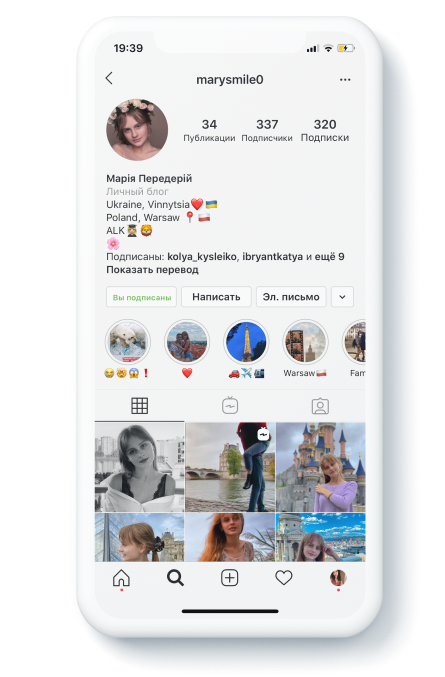 19:39
marysmile0
34 337 320
Публикации Подписчики Подписки
Марія Передерій
Личный блог
Ukraine, Vinnytsia❤️🇺🇦
Poland, Warsaw 📍🇵🇱
ALK👨🏼‍🎓🦁
🌸
Подписаны: kolya_kysleiko, ibryantkatya и ещё 9
Показать перевод
Вы подписаны Написать Эл. письмо
😂🤯😱❗ ❤️ 🚗✈️🌃 Warsaw🇵🇱 Fam